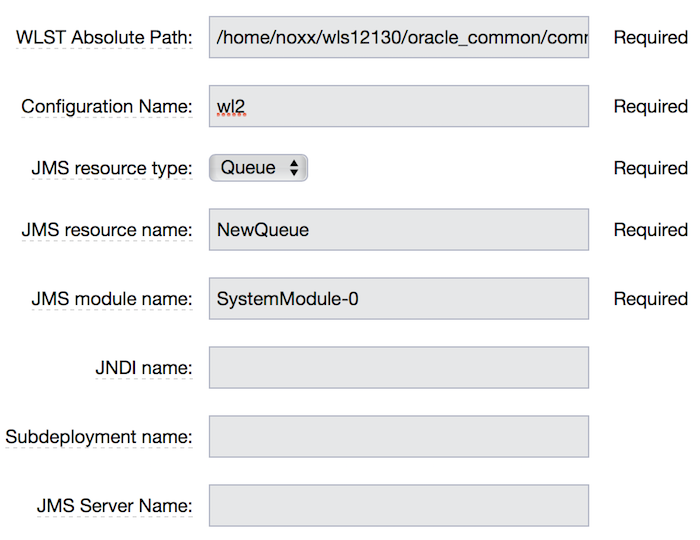 WLST Absolute Path: /home/noxx/wls12130/oracle_common/ Required
Configuration Name: wl2 Required
JMS resource type: Queue Required
JMS resource name: NewQueue Required
JMS module name: SystemModule-0 Required
JNDI name:
Subdeployment name:
JMS Server Name: